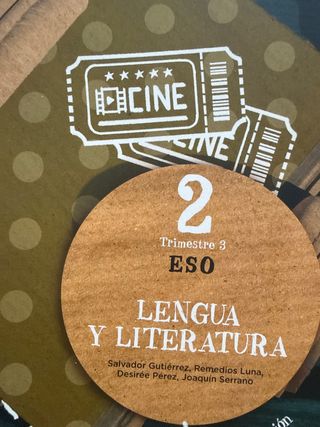 CINE
CINE
2
Trimestre 3
ESO
LENGUA
Y LITERATURA
Salvador Gutiérrez, Remedios Luna,
Desirée Pérez, Joaquín Serrano